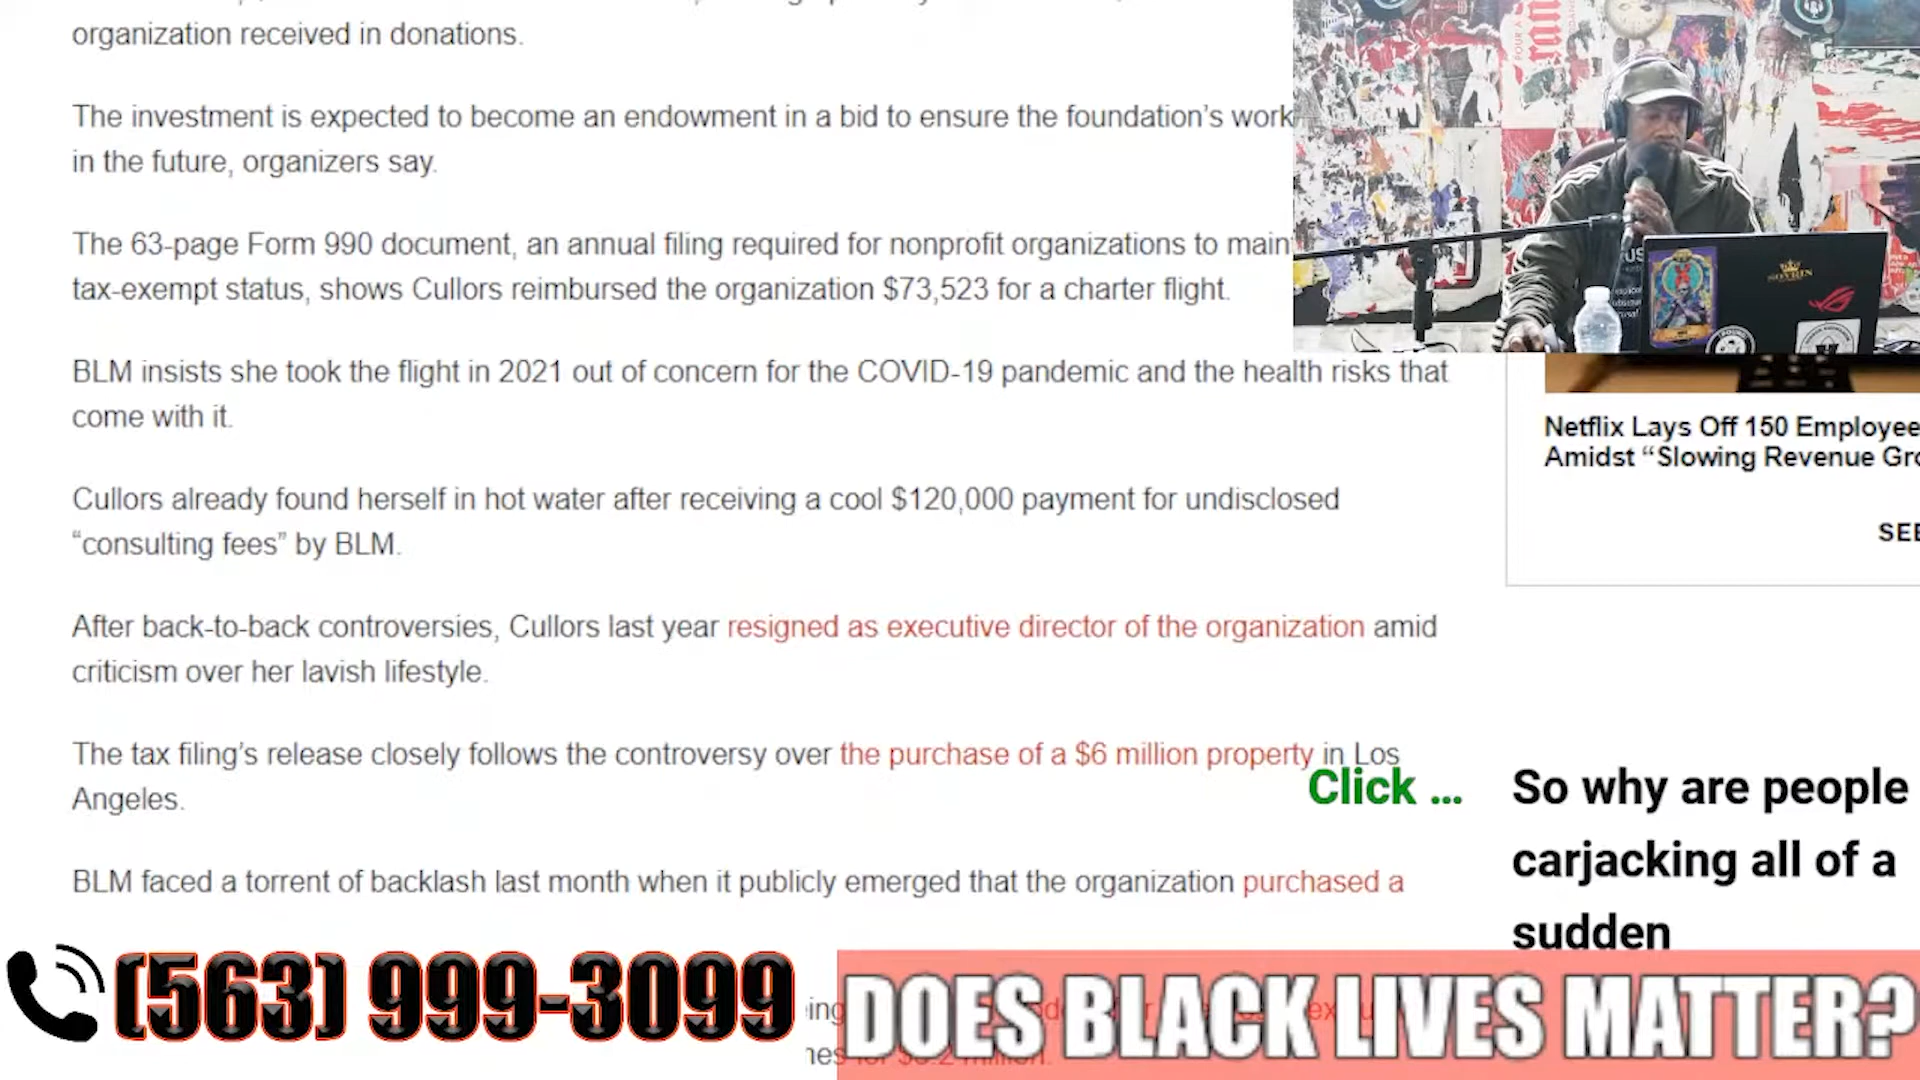 organization received in donations.
The investment is expected to become an endowment in a bid to ensure the foundation's work
in the future, organizers say.
The 63-page Form 990 document, an annual filing required for nonprofit organizations to main
tax-exempt status, shows Cullors reimbursed the organization $73,523 for a charter flight.
BLM insists she took the flight in 2021 out of concern for the COVID-19 pandemic and the health risks that
come with it.
Cullors already found herself in hot water after receiving a cool $120,000 payment for undisclosed
“consulting fees” by BLM.
After back-to-back controversies, Cullors last year resigned as executive director of the organization amid
criticism over her lavish lifestyle.
The tax filing's release closely follows the controversy over the purchase of a $6 million property in Los
Angeles.
BLM faced a torrent of backlash last month when it publicly emerged that the organization purchased a
Netflix Lays Off 150 Employee
Amidst “Slowing Revenue Gro
SEE
Click ...
So why are people
carjacking all of a
sudden
(563) 999-3099
DOES BLACK LIVES MATTER?